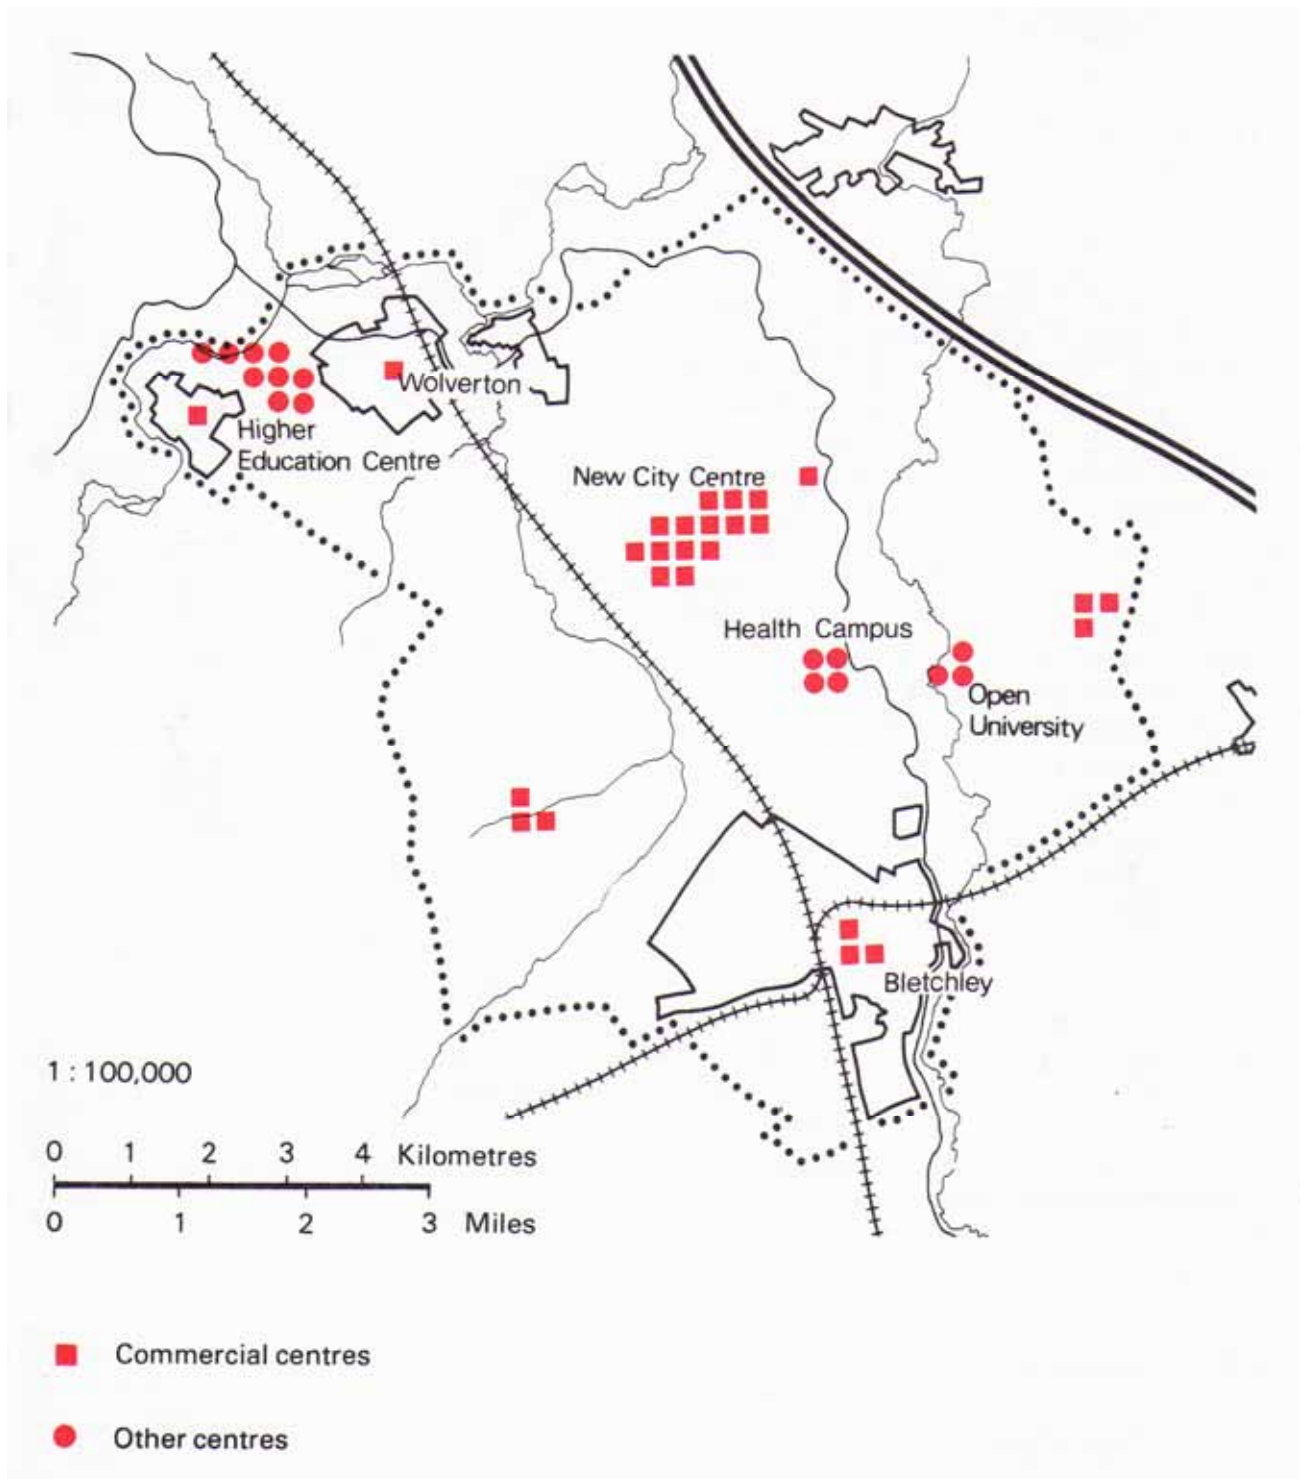 Wolverton
Higher
Education Centre
New City Centre
Health Campus
Open
University
Bletchley
1 : 100,000
0 1 2 3 4 Kilometres
0 1 2 3 Miles
Commercial centres
Other centres